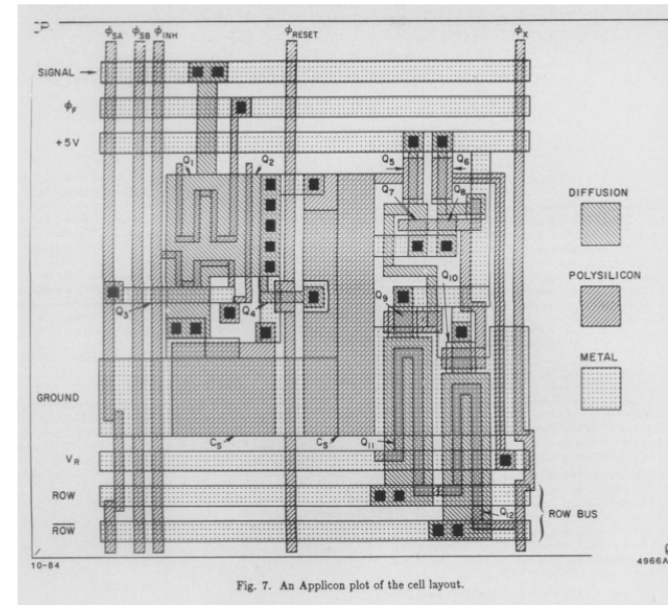 ΦSA ΦSB ΦINH ΦRESET ΦX
SIGNAL
ΦF
+5V
Q1 Q2 Q5 Q6
Q7 Q8
DIFFUSION
Q10
POLYSILICON
Q3 Q4 Q9
METAL
GROUND
CS CS Q11
VR
ROW
ROW BUS
Q12
R̅O̅W̅
10-84 4966A
Fig. 7. An Applicon plot of the cell layout.